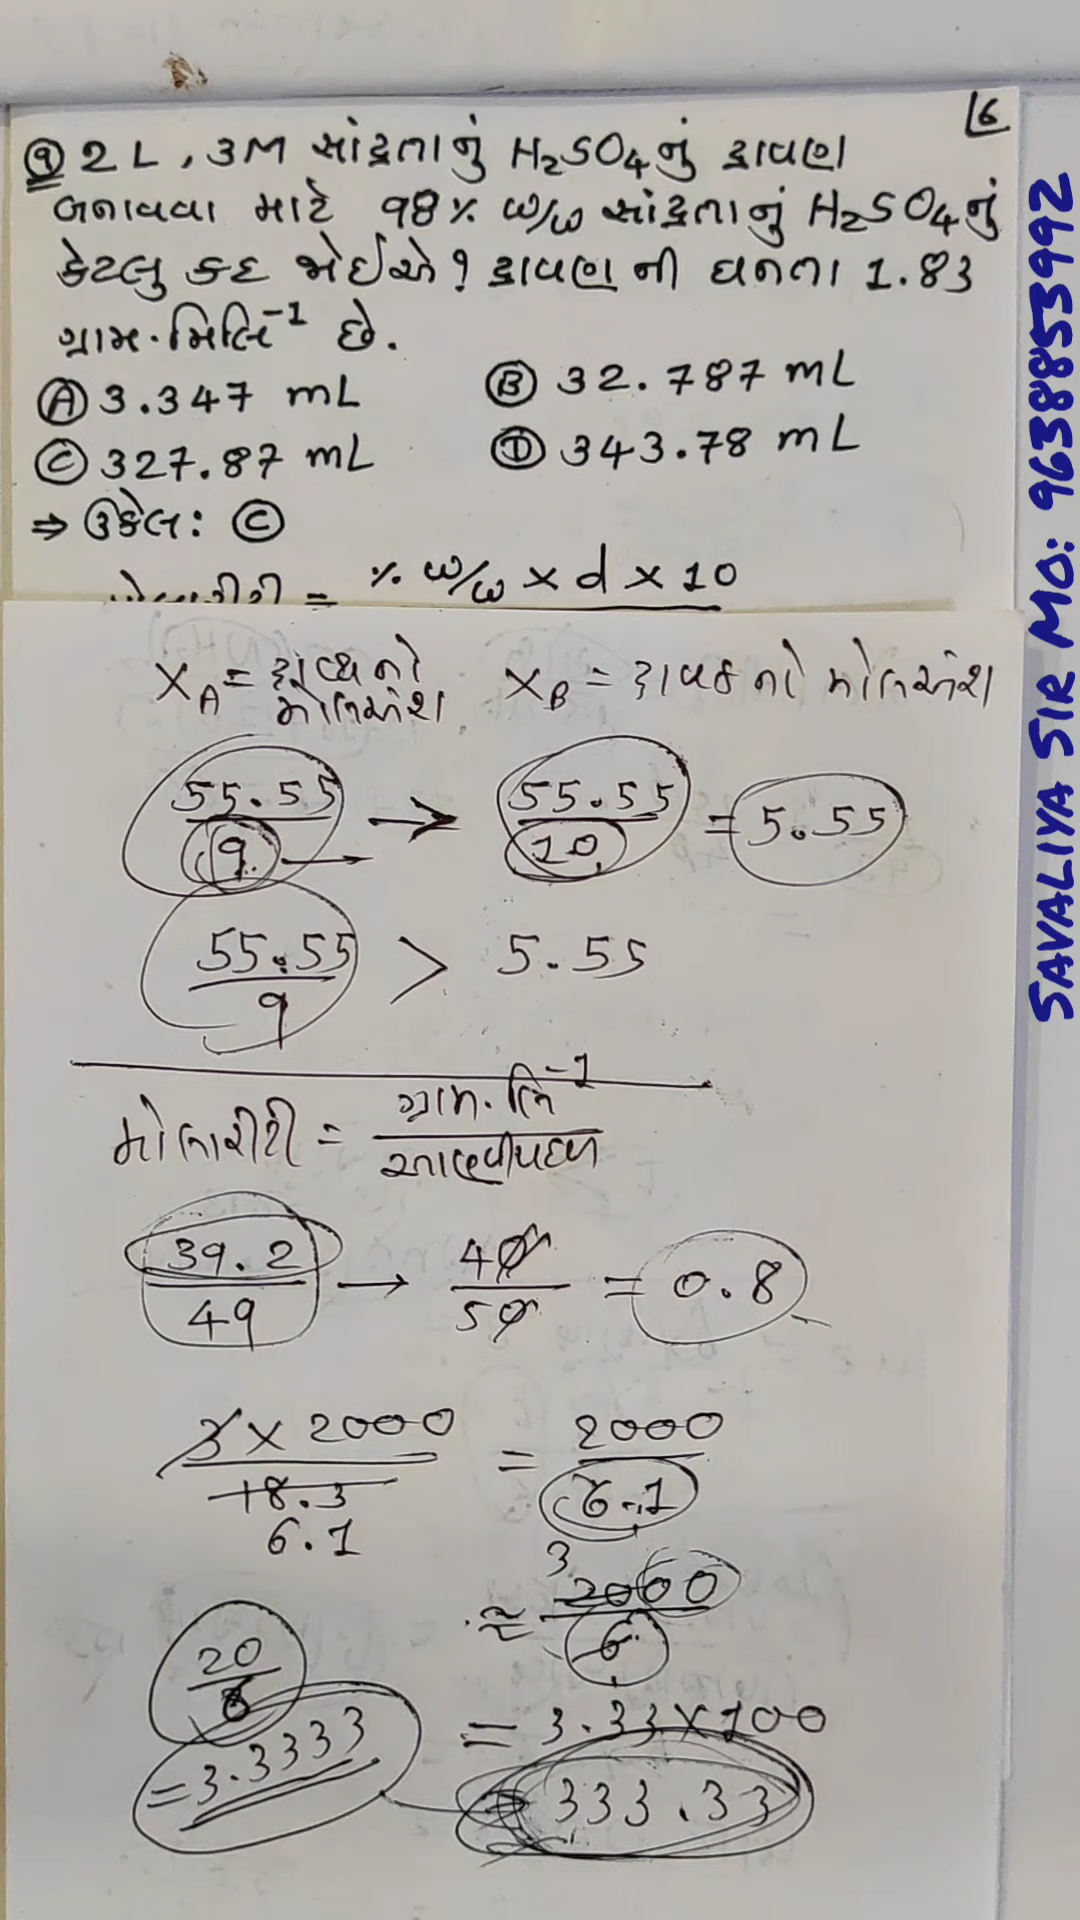 6
૧ 2 L , 3M સાંદ્રતાનું H₂SO₄નું દ્રાવણ
બનાવવા માટે 98% w/w સાંદ્રતાનું H₂SO₄નું
કેટલુ કદ જોઈએ? દ્રાવણની ઘનતા 1.83
ગ્રામ.મિલિ⁻¹ છે.
A 3.347 mL B 32.787 mL
C 327.87 mL D 343.78 mL
⇒ ઉકેલ: C
મોલારીટી = % w/w x d x 10
X_A = દ્રાવ્યનો મોલઅંશ X_B = દ્રાવકનો મોલઅંશ
55.55/9 → 55.55/10 = 5.55
55.55/9 > 5.55
મોલારીટી = ગ્રામ.લિ⁻¹/આણ્વીયદળ
39.2/49 → 40/50 = 0.8
3 x 2000/18.3 = 2000/6.1
6.1
≈ 2000/6
3
20/6
= 3.3333
= 3.33 x 100
= 333.33
SAVALIYA SIR MO: 9638853992